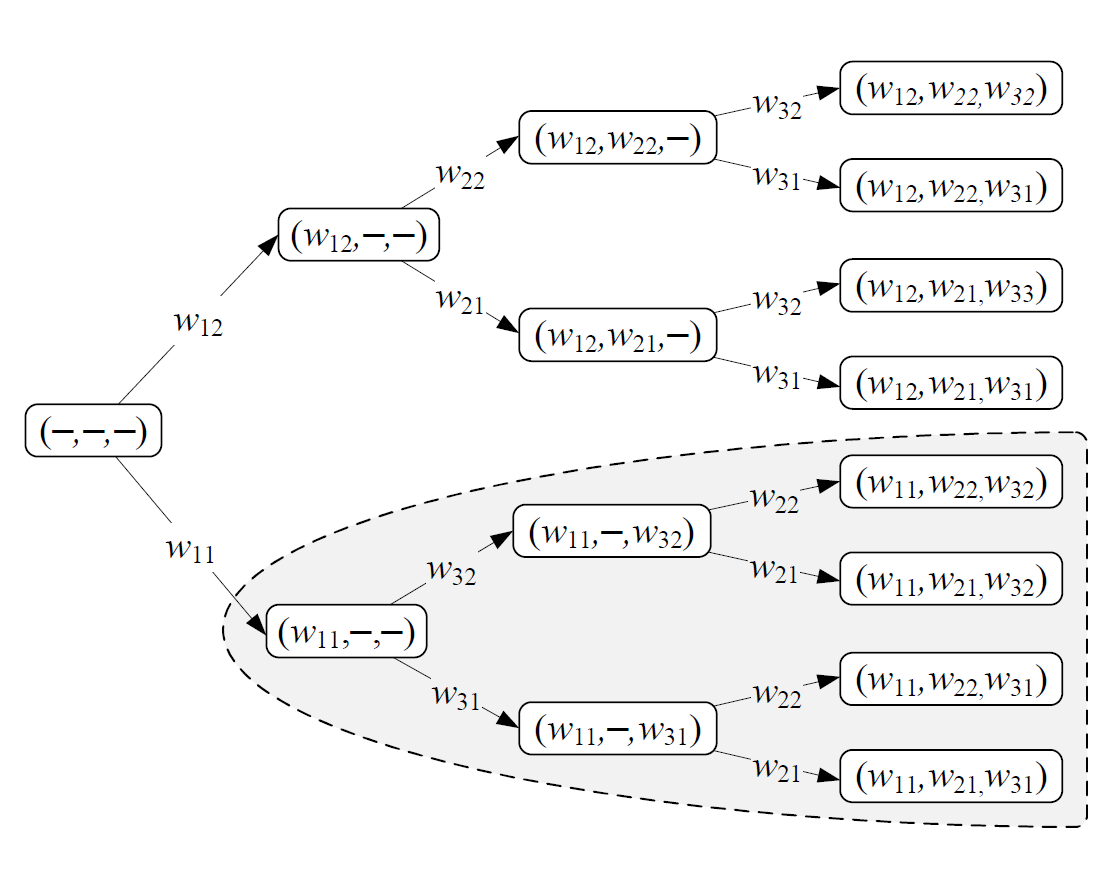 (w12,w22,w32)
w32
(w12,w22,–)
w31
w22
(w12,w22,w31)
(w12,–,–)
w21
w32
(w12,w21,w33)
w12
(w12,w21,–)
w31
(w12,w21,w31)
(–,–,–)
w11
w22
(w11,w22,w32)
w32
(w11,–,w32)
w21
(w11,w21,w32)
(w11,–,–)
w31
w22
(w11,w22,w31)
(w11,–,w31)
w21
(w11,w21,w31)